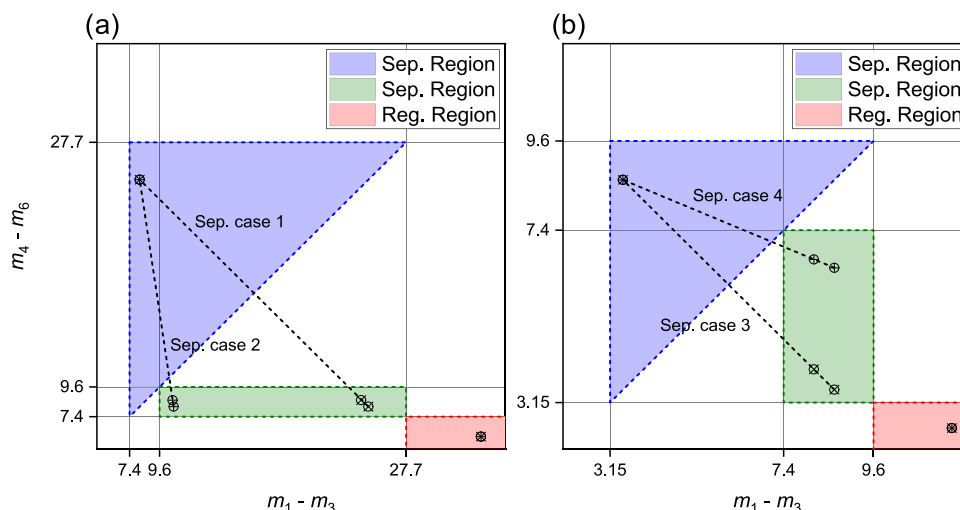 (a)
Sep. Region
Sep. Region
Reg. Region
27.7
9.6
7.4
m4 - m6
Sep. case 1
Sep. case 2
7.4 9.6 27.7
m1 - m3
(b)
Sep. Region
Sep. Region
Reg. Region
9.6
7.4
3.15
Sep. case 4
Sep. case 3
3.15 7.4 9.6
m1 - m3